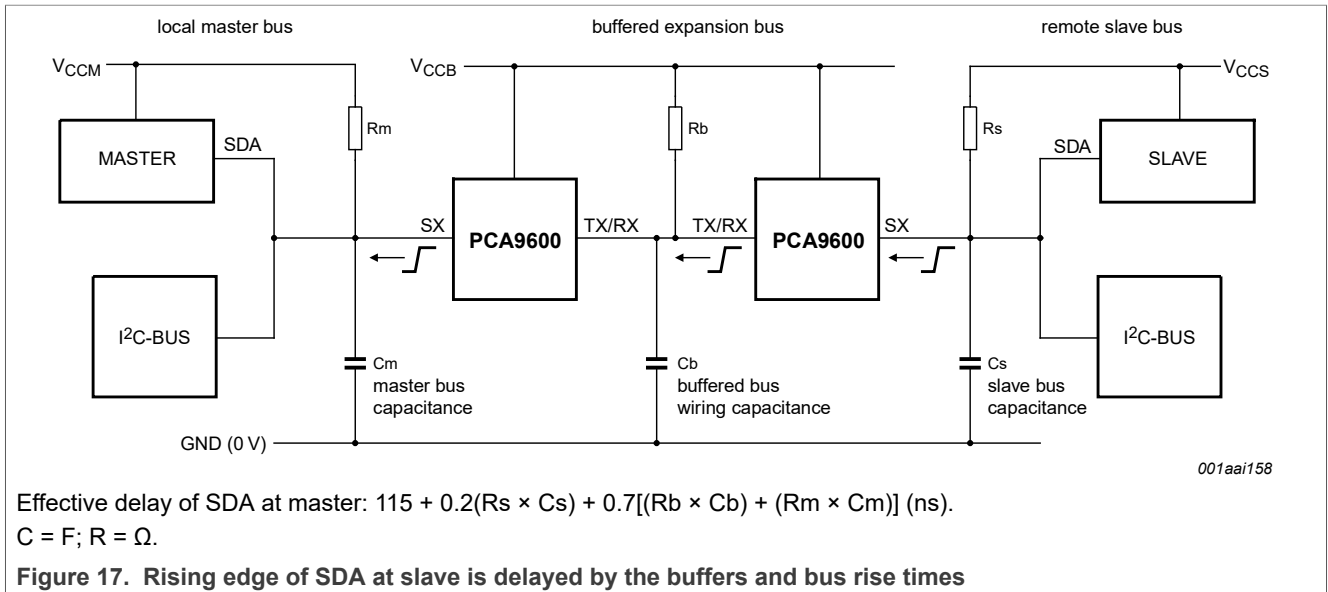 local master bus
buffered expansion bus
remote slave bus
VCCM
VCCB
VCCS
Rm
Rb
Rs
MASTER
SDA
SDA
SLAVE
SX
PCA9600
TX/RX
TX/RX
PCA9600
SX
I2C-BUS
I2C-BUS
Cm
master bus
capacitance
Cb
buffered bus
wiring capacitance
Cs
slave bus
capacitance
GND (0 V)
001aai158
Effective delay of SDA at master: 115 + 0.2(Rs × Cs) + 0.7[(Rb × Cb) + (Rm × Cm)] (ns).
C = F; R = Ω.
Figure 17. Rising edge of SDA at slave is delayed by the buffers and bus rise times